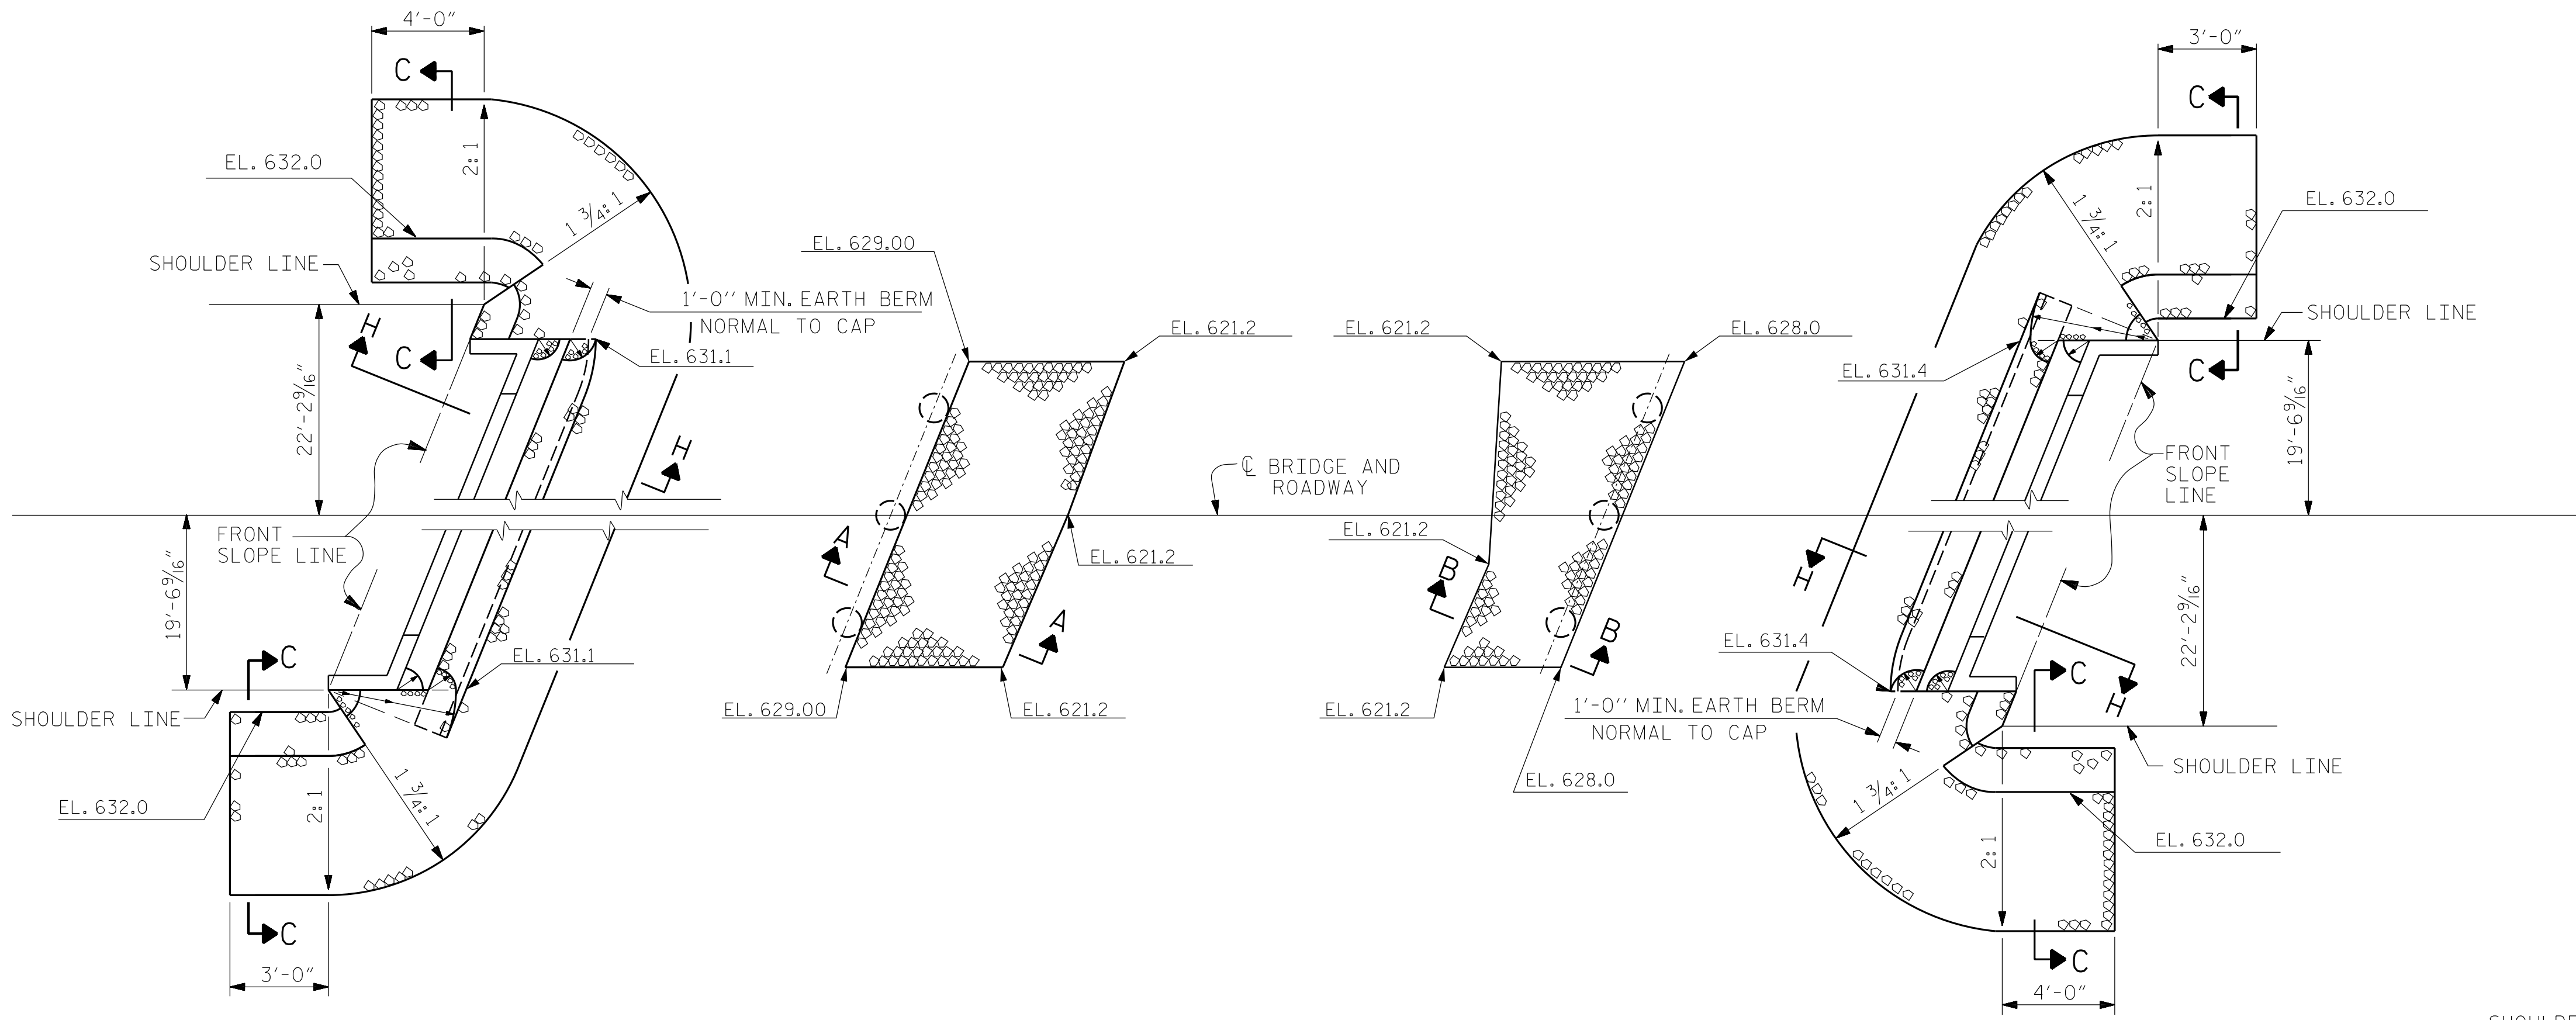 4'-0"
3'-0"
C
C
2:1
EL. 632.0
1 3/4:1
2:1
1 3/4:1
EL. 632.0
SHOULDER LINE
EL. 629.00
1'-0" MIN. EARTH BERM
NORMAL TO CAP
SHOULDER LINE
H
C
EL. 631.1
EL. 621.2
EL. 621.2
EL. 628.0
EL. 631.4
C
22'-2 9/16"
19'-6 9/16"
H
℄ BRIDGE AND
ROADWAY
FRONT
SLOPE
LINE
FRONT
SLOPE LINE
A
EL. 621.2
EL. 621.2
B
H
19'-6 9/16"
22'-2 9/16"
A
B
C
EL. 631.1
EL. 631.4
C
H
SHOULDER LINE
EL. 629.00
EL. 621.2
EL. 621.2
1'-0" MIN. EARTH BERM
NORMAL TO CAP
SHOULDER LINE
EL. 628.0
EL. 632.0
2:1
1 3/4:1
1 3/4:1
2:1
EL. 632.0
C
C
3'-0"
4'-0"